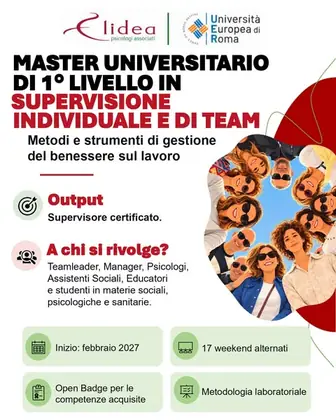 Elidea
psicologi associati
Università
Europea di
Roma
MASTER UNIVERSITARIO
DI 1° LIVELLO IN
SUPERVISIONE
INDIVIDUALE E DI TEAM
Metodi e strumenti di gestione
del benessere sul lavoro
Output
Supervisore certificato.
A chi si rivolge?
Teamleader, Manager, Psicologi,
Assistenti Sociali, Educatori
e studenti in materie sociali,
psicologiche e sanitarie.
Inizio: febbraio 2027
17 weekend alternati
Open Badge per le
competenze acquisite
Metodologia laboratoriale